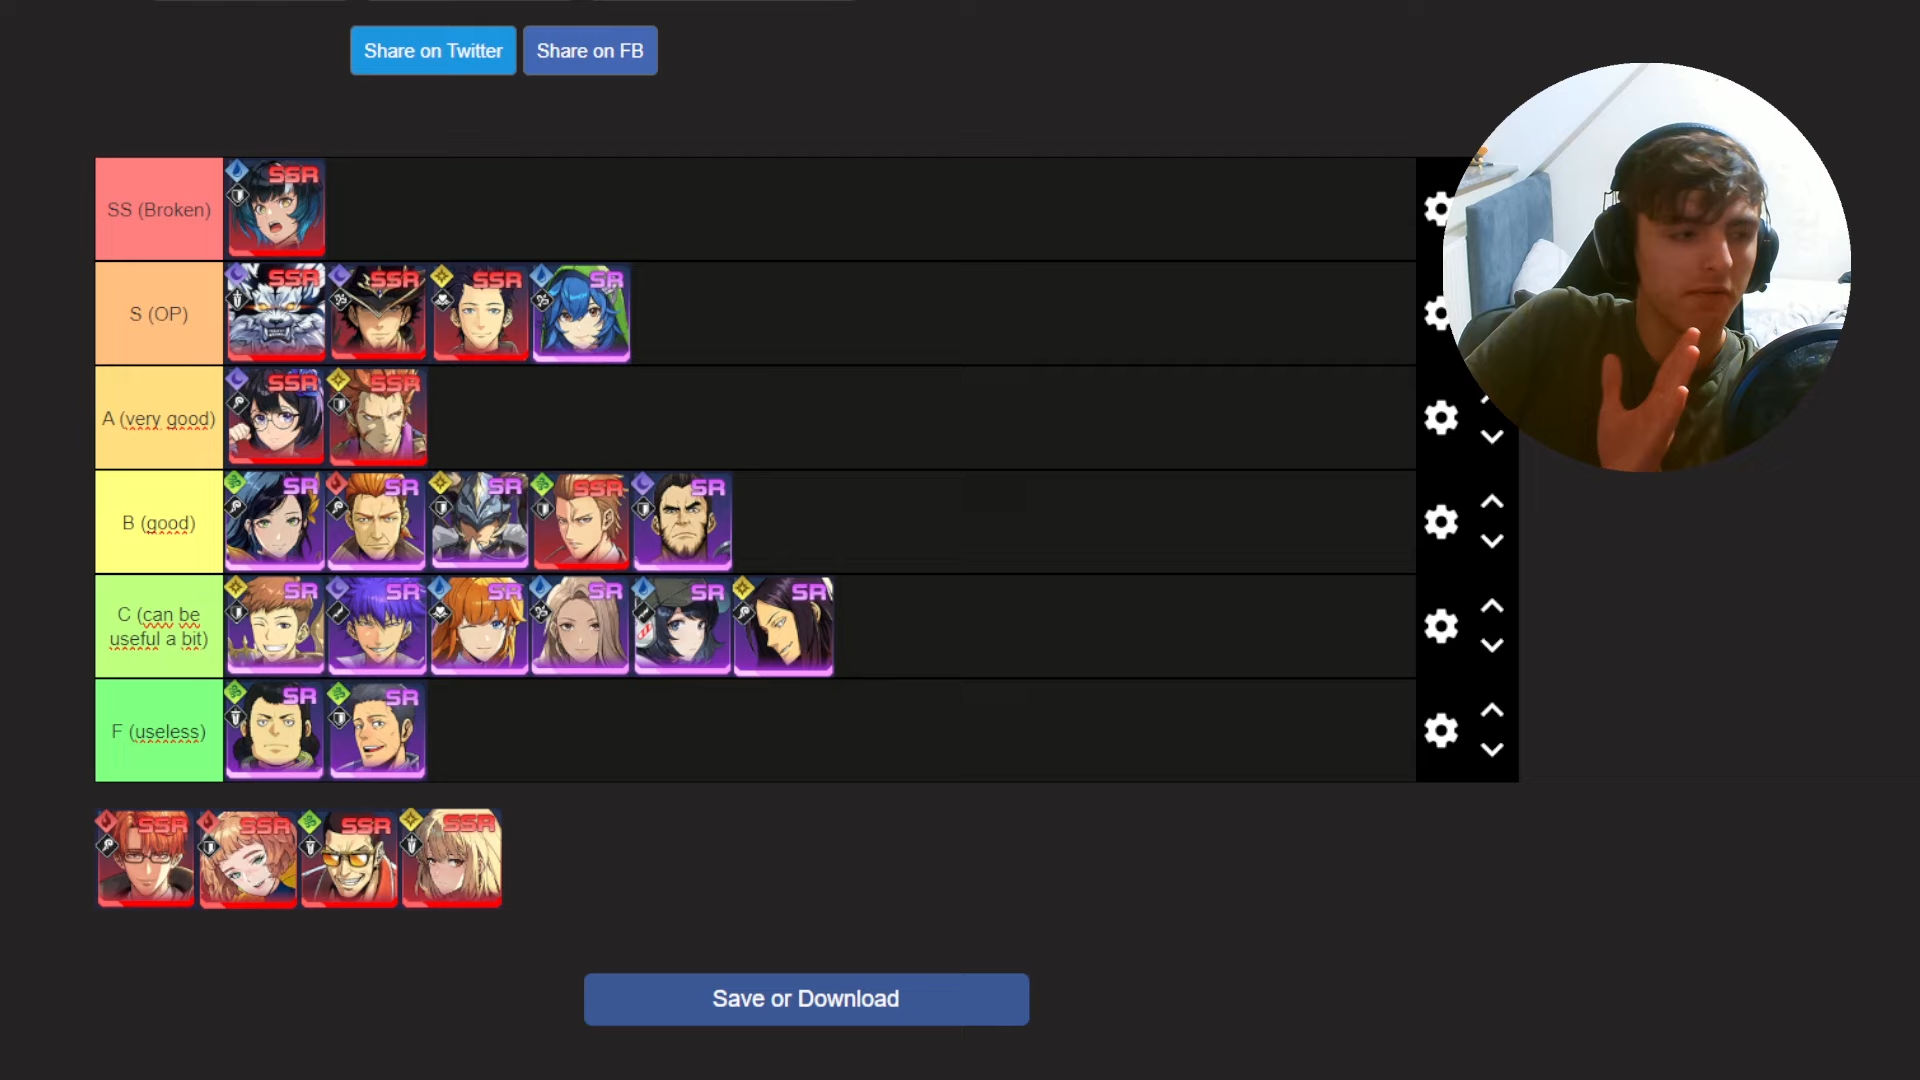 Share on Twitter Share on FB
SS (Broken) SSR
S (OP) SSR SSR SSR SR
A (very good) SSR SSR
B (good) SR SR SR SSR SR
C (can be
useful a bit) SR SR SR SR SR SR
F (useless) SR SR
SSR SSR SSR SSR
Save or Download